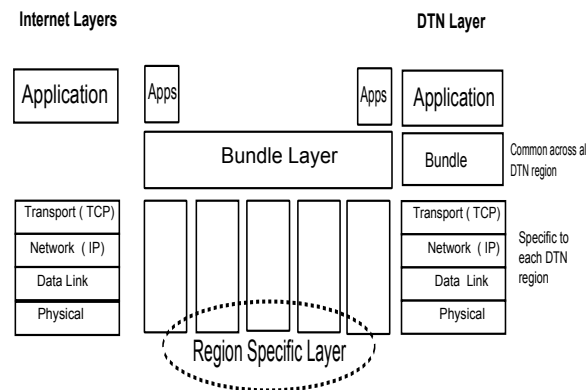 Internet Layers
DTN Layer
Application
Apps
Apps
Application
Bundle Layer
Bundle
Common across al
DTN region
Transport ( TCP)
Network ( IP)
Data Link
Physical
Transport ( TCP)
Network ( IP)
Data Link
Physical
Specific to
each DTN
region
Region Specific Layer